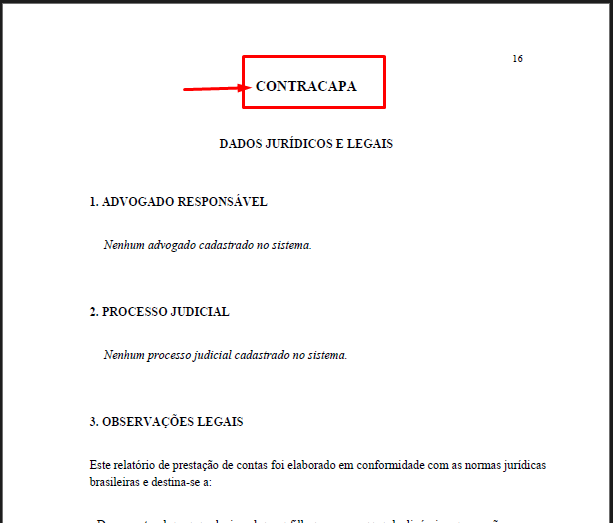 16
CONTRACAPA
DADOS JURÍDICOS E LEGAIS
1. ADVOGADO RESPONSÁVEL
Nenhum advogado cadastrado no sistema.
2. PROCESSO JUDICIAL
Nenhum processo judicial cadastrado no sistema.
3. OBSERVAÇÕES LEGAIS
Este relatório de prestação de contas foi elaborado em conformidade com as normas jurídicas
brasileiras e destina-se a: